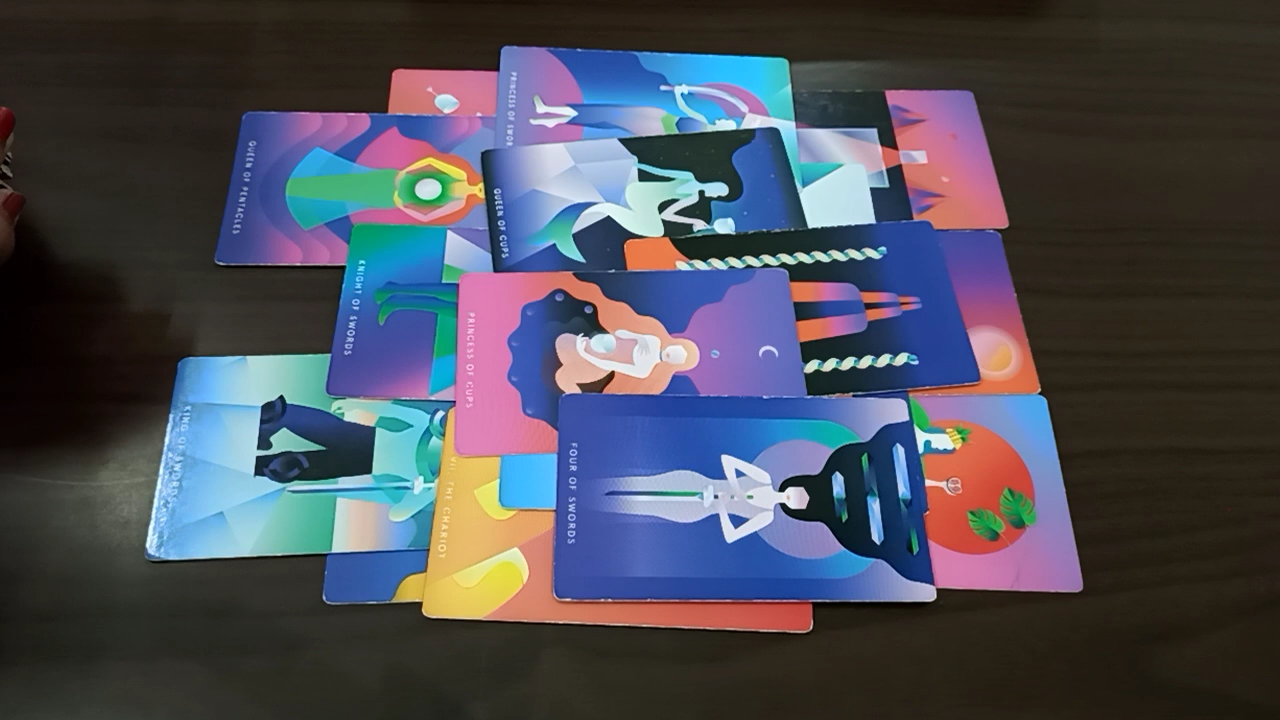 PRINCESS OF SWOR
QUEEN OF PENTACLES
QUEEN OF CUPS
KNIGHT OF SWORDS
PRINCESS OF CUPS
KING OF SWORDS
VII. THE CHARIOT
FOUR OF SWORDS